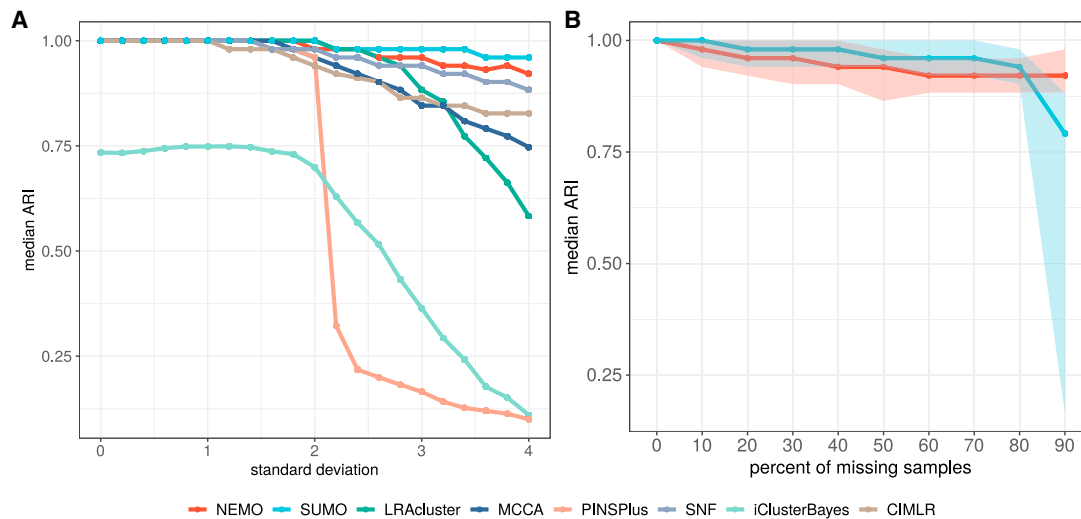 A
median ARI
1.00
0.75
0.50
0.25
0 1 2 3 4
standard deviation
B
median ARI
1.00
0.75
0.50
0.25
0 10 20 30 40 50 60 70 80 90
percent of missing samples
NEMO SUMO LRAcluster MCCA PINSPlus SNF iClusterBayes CIMLR